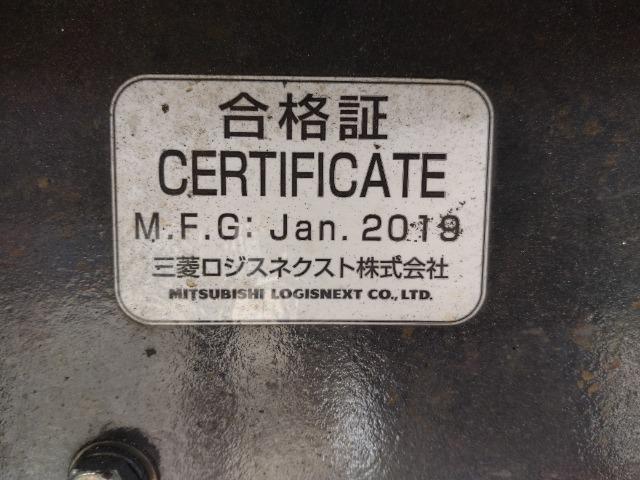 合格証
CERTIFICATE
M.F.G: Jan. 2019
三菱ロジスネクスト株式会社
MITSUBISHI LOGISNEXT CO., LTD.